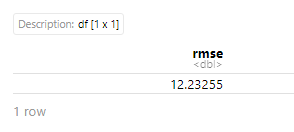 Description: df [1 x 1]
rmse
<dbl>
12.23255
1 row